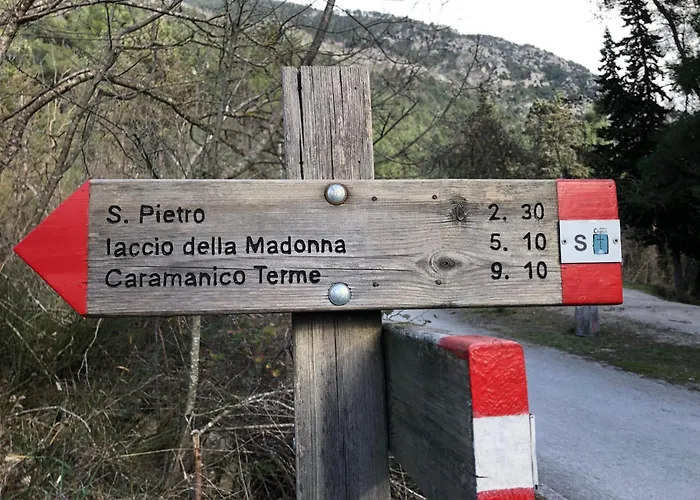 S. Pietro 2. 30
Iaccio della Madonna 5. 10
Caramanico Terme 9. 10
S